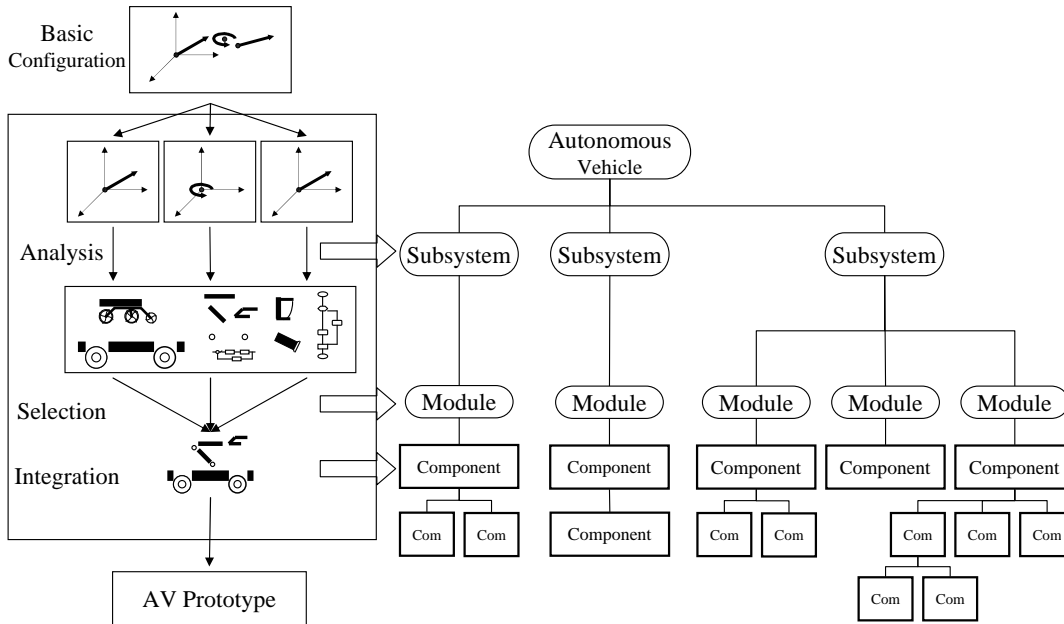 Basic
Configuration
Autonomous
Vehicle
Analysis
Subsystem
Subsystem
Subsystem
Selection
Module
Module
Module
Module
Module
Integration
Component
Component
Component
Component
Component
Com
Com
Component
Com
Com
Com
Com
Com
AV Prototype
Com
Com